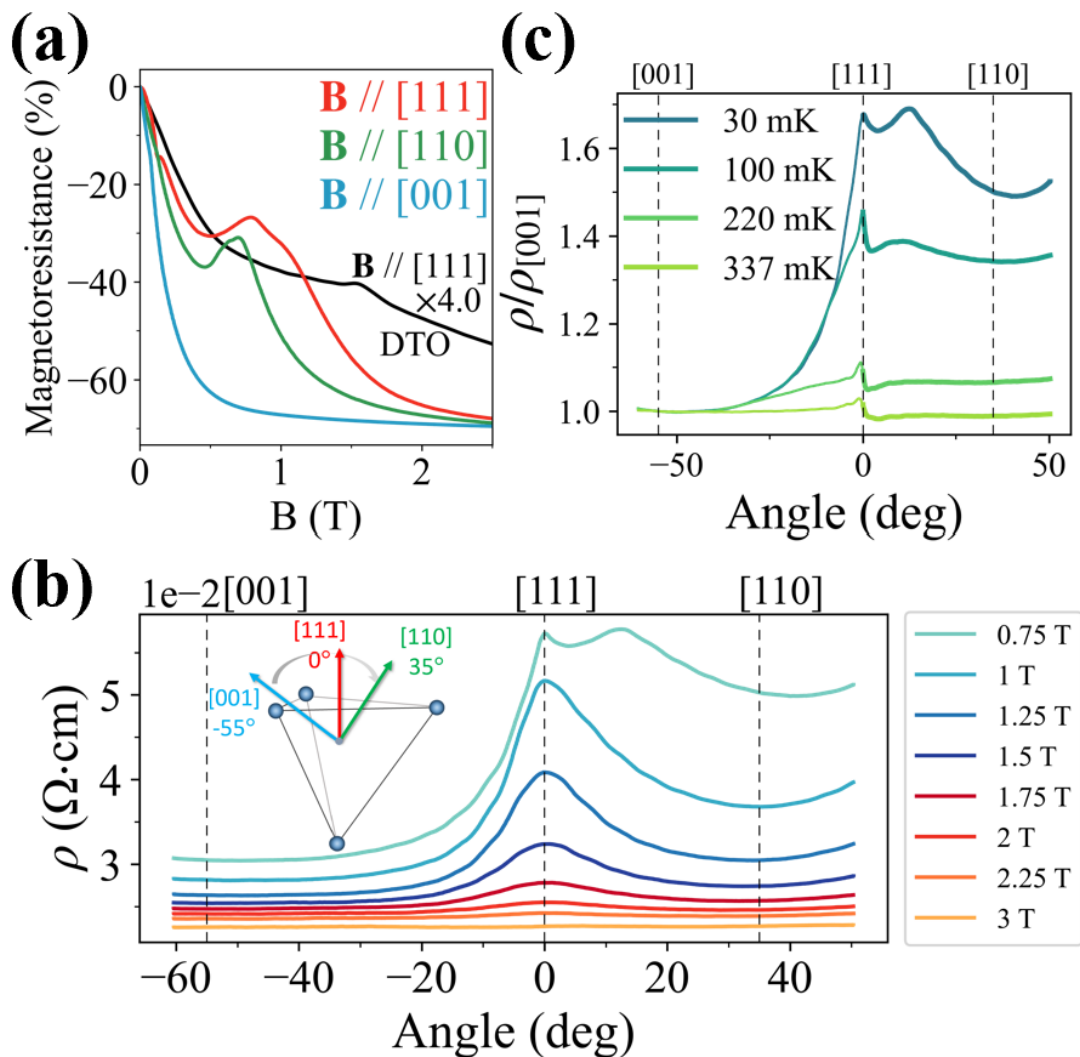 (a)
Magnetoresistance (%)
0
−20
−40
−60
B // [111]
B // [110]
B // [001]
B // [111]
×4.0
DTO
0
1
2
B (T)
(c)
[001]
[111]
[110]
ρ/ρ[001]
1.6
1.4
1.2
1.0
30 mK
100 mK
220 mK
337 mK
−50
0
50
Angle (deg)
(b)
1e−2
[001]
[111]
[110]
ρ (Ω·cm)
5
4
3
[111]
0°
[110]
35°
[001]
-55°
−60
−40
−20
0
20
40
Angle (deg)
0.75 T
1 T
1.25 T
1.5 T
1.75 T
2 T
2.25 T
3 T